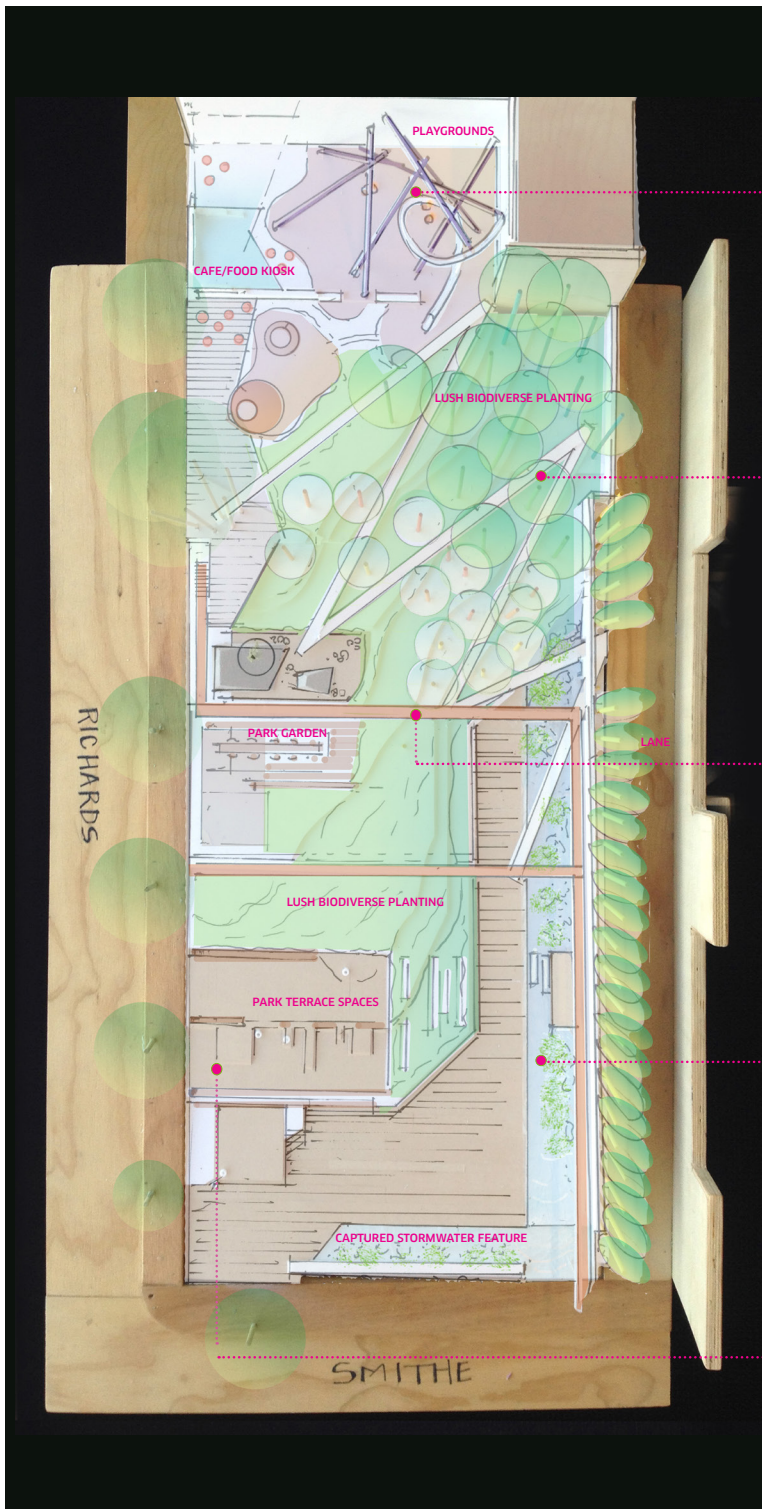 PLAYGROUNDS
CAFE/FOOD KIOSK
LUSH BIODIVERSE PLANTING
PARK GARDEN
LANE
RICHARDS
LUSH BIODIVERSE PLANTING
PARK TERRACE SPACES
CAPTURED STORMWATER FEATURE
SMITHE